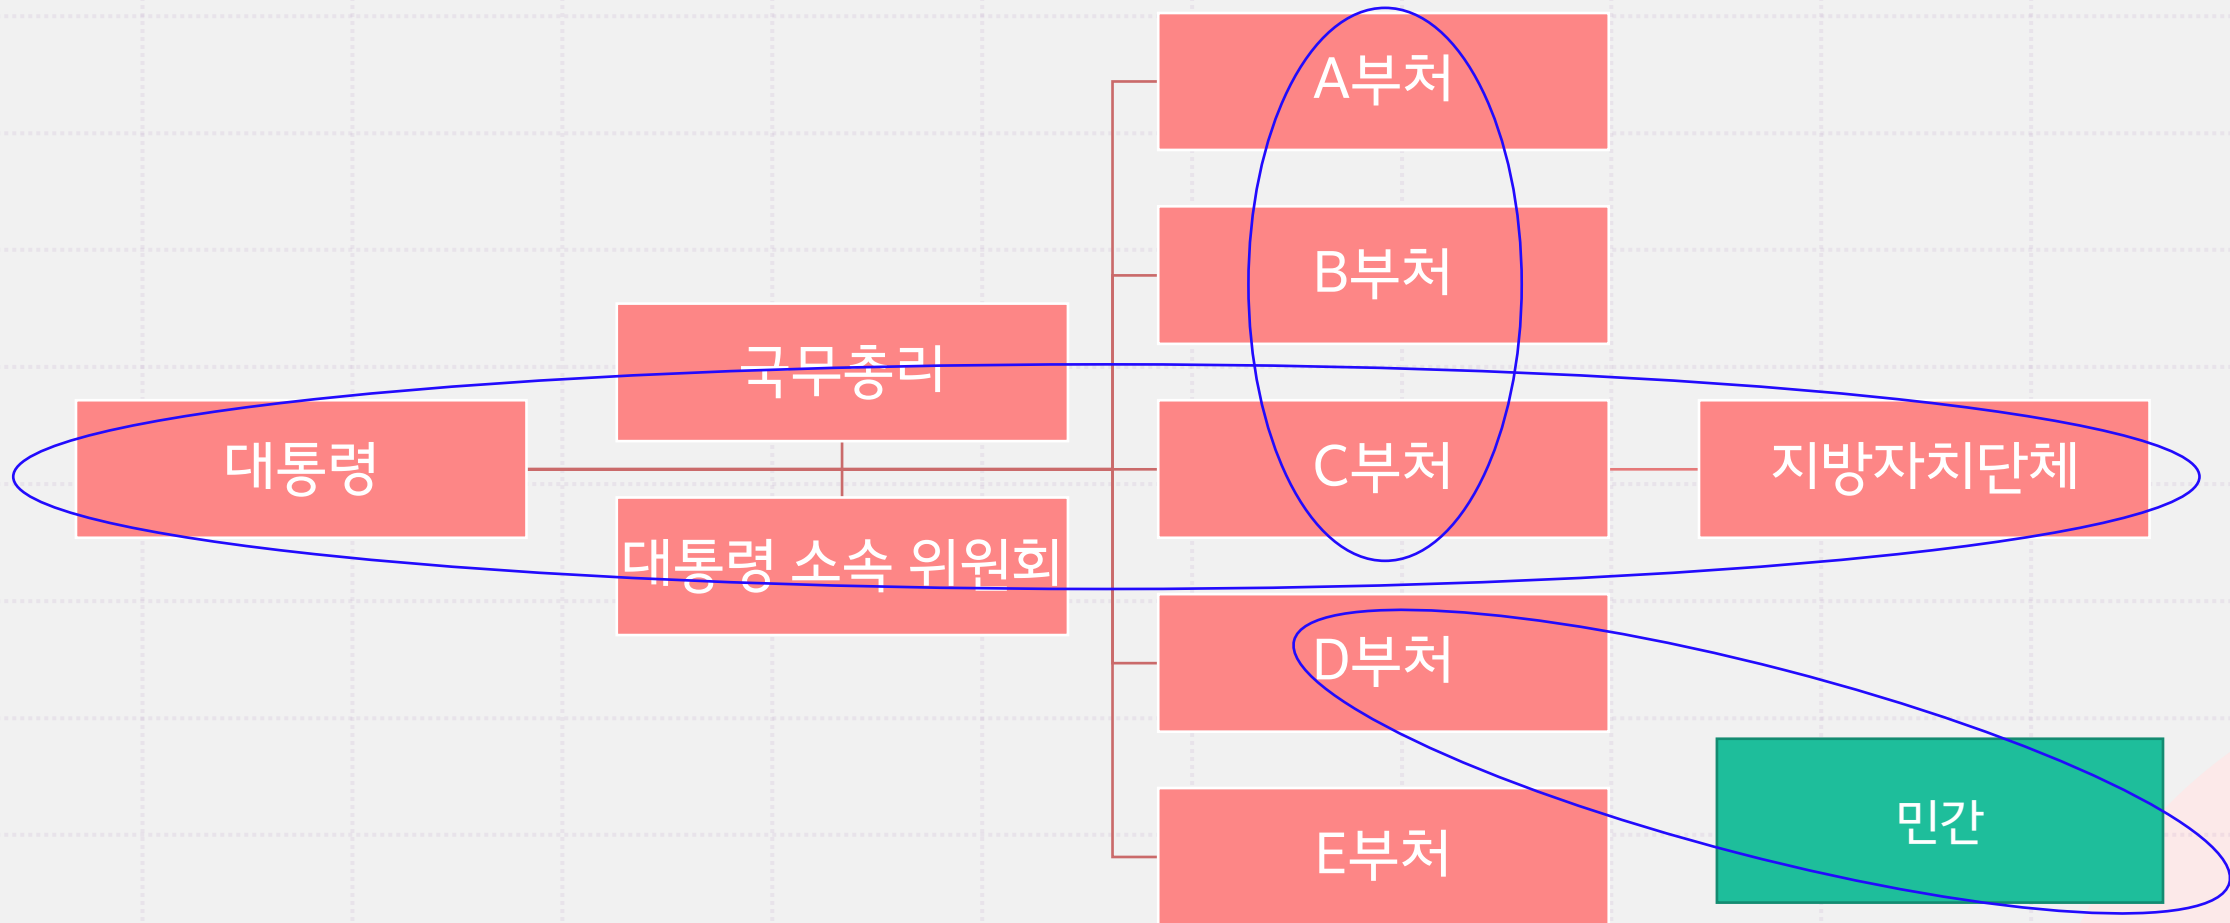 대통령
국무총리
대통령 소속 위원회
A부처
B부처
C부처
D부처
E부처
지방자치단체
민간